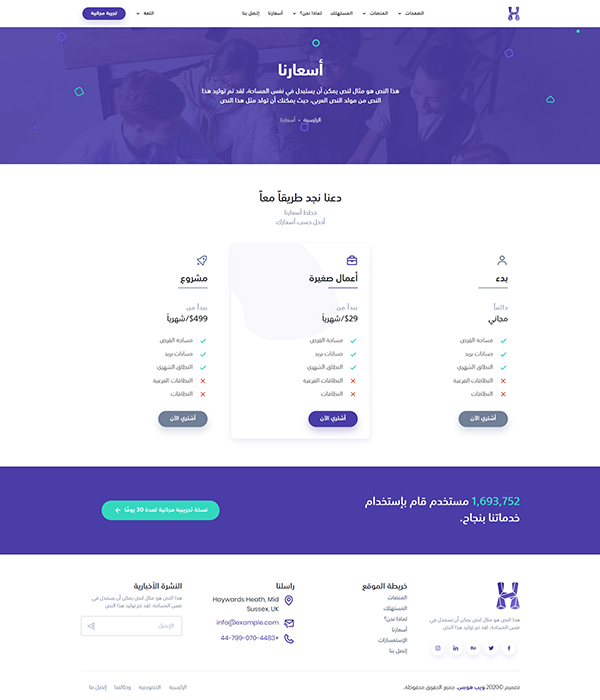 الصفحات
المنصات
المستهلك
لماذا نحن؟
أسعارنا
إتصل بنا
اللغة
تجربة مجانية
أسعارنا
هذا النص هو مثال لنص يمكن أن يستبدل في نفس المساحة، لقد تم توليد هذا
النص من مولد النص العربى، حيث يمكنك أن تولد مثل هذا النص
الرئيسية • أسعارنا
دعنا نجد طريقاً معاً
خطط أسعارنا
أدخل حسب أسعارك
بدء
دائماً
مجاني
مساحة القرص
حسابات بريد
النطاق الشهري
النطاقات الفرعية
النطاقات
أشتري الآن
أعمال صغيرة
يبدأ من
$29/شهرياً
مساحة القرص
حسابات بريد
النطاق الشهري
النطاقات الفرعية
النطاقات
أشتري الآن
مشروع
يبدأ من
$499/شهرياً
مساحة القرص
حسابات بريد
النطاق الشهري
النطاقات الفرعية
النطاقات
أشتري الآن
1,693,752 مستخدم قام بإستخدام
خدماتنا بنجاح.
نسخة تجريبية مجانية لمدة 30 يومًا
هذا النص هو مثال لنص يمكن أن يستبدل في
نفس المساحة، لقد تم توليد هذا النص
خريطة الموقع
المنصات
المستهلك
لماذا نحن؟
أسعارنا
الإستفسارات
إتصل بنا
راسلنا
Haywards Heath, Mid
Sussex, UK
info@example.com
44-799-070-4483+
النشرة الأخبارية
هذا النص هو مثال لنص يمكن أن يستبدل في
نفس المساحة، لقد تم توليد هذا النص
الإيميل
تصميم ©2020 ويب هوبس. جميع الحقوق محفوظة.
الرئيسية
الخصوصية
وظائفنا
إتصل بنا